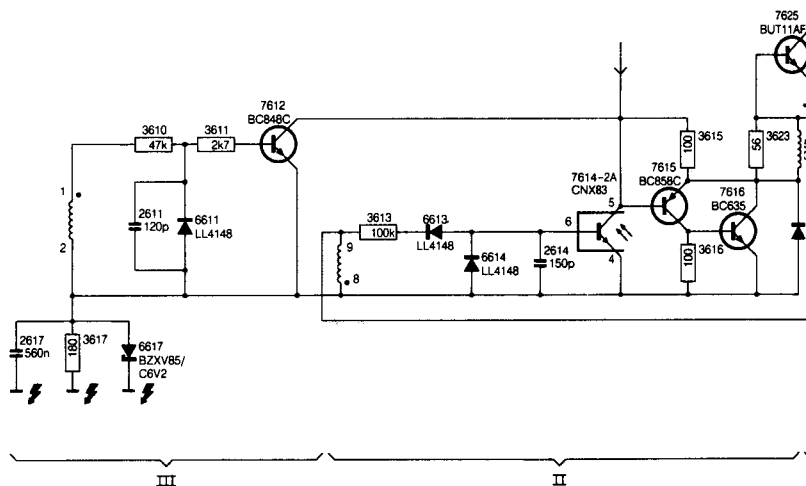 7625
BUT11AF
7612
BC848C
3610
47k
3611
2k7
100
3615
56
3623
7614-2A
CNX83
7615
BC858C
7616
BC635
1
2
2611
120p
6611
LL4148
3613
100k
6613
LL4148
9
8
6614
LL4148
6
5
4
2614
150p
100
3616
2617
560n
180
3617
6617
BZXV85/
C6V2
III
II